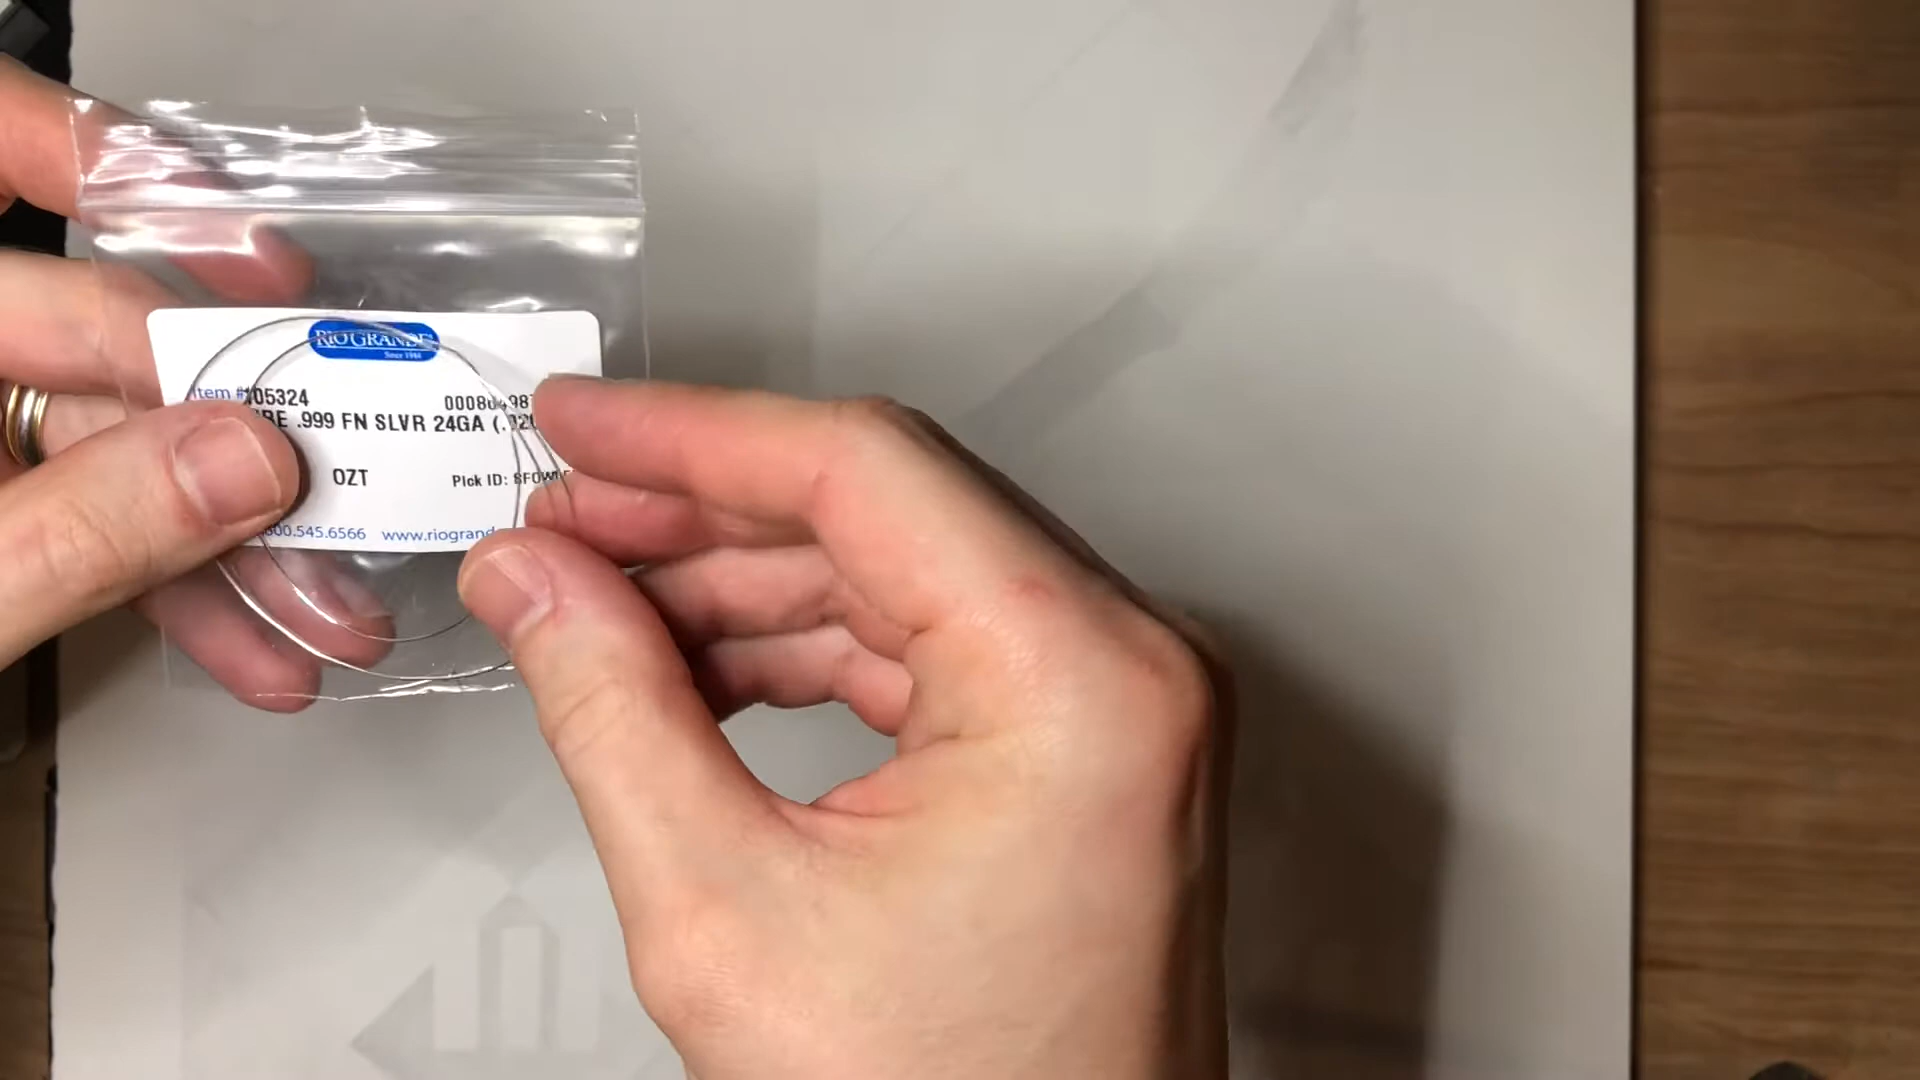 RIO GRANDE
Since 1944
Item #105324
.999 FN SLVR 24GA
OZT
Pick ID:
800.545.6566 www.riogrand